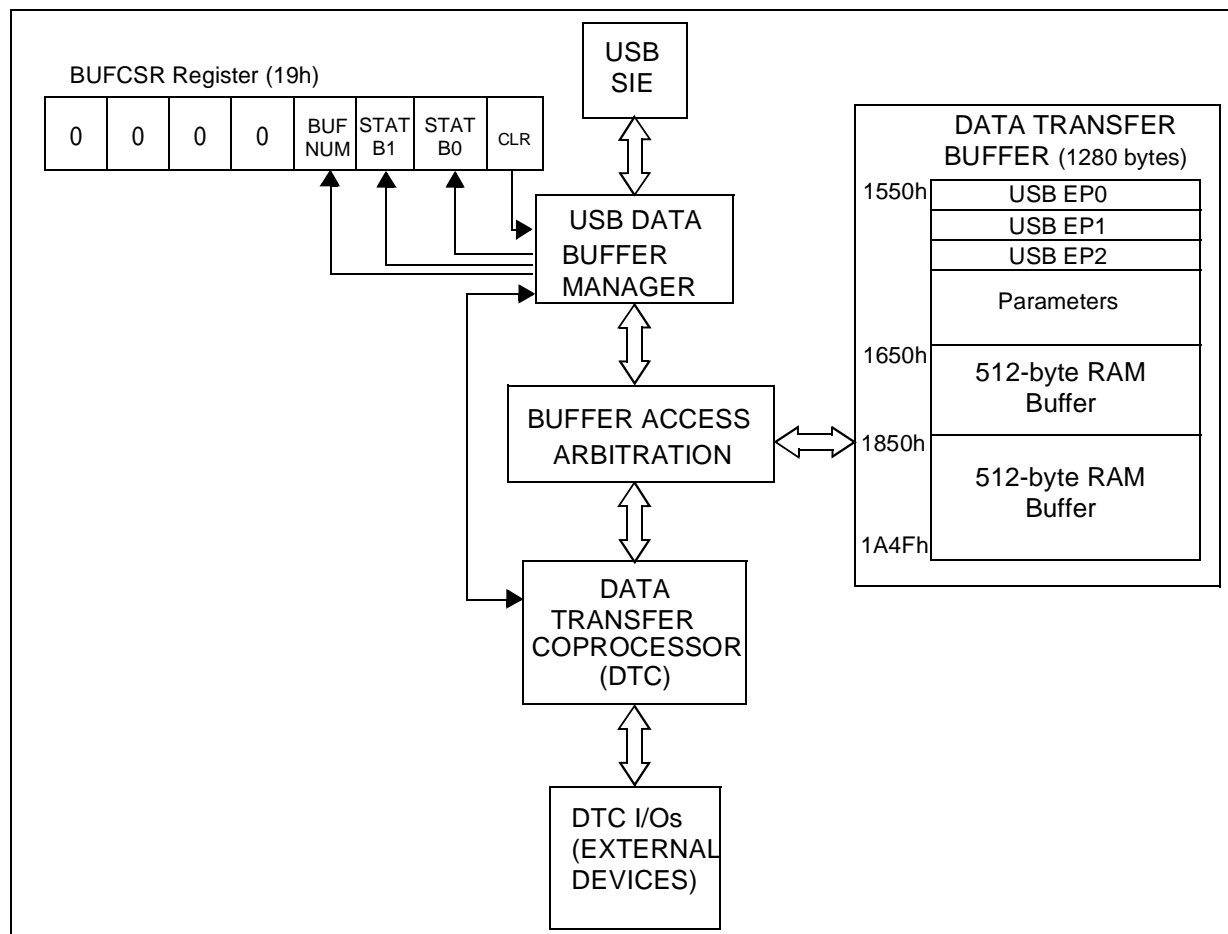 BUFCSR Register (19h)
0 0 0 0 BUF NUM STAT B1 STAT B0 CLR
USB
SIE
USB DATA
BUFFER
MANAGER
BUFFER ACCESS
ARBITRATION
DATA
TRANSFER
COPROCESSOR
(DTC)
DTC I/Os
(EXTERNAL
DEVICES)
DATA TRANSFER
BUFFER (1280 bytes)
1550h
USB EP0
USB EP1
USB EP2
Parameters
1650h
512-byte RAM
Buffer
1850h
512-byte RAM
Buffer
1A4Fh